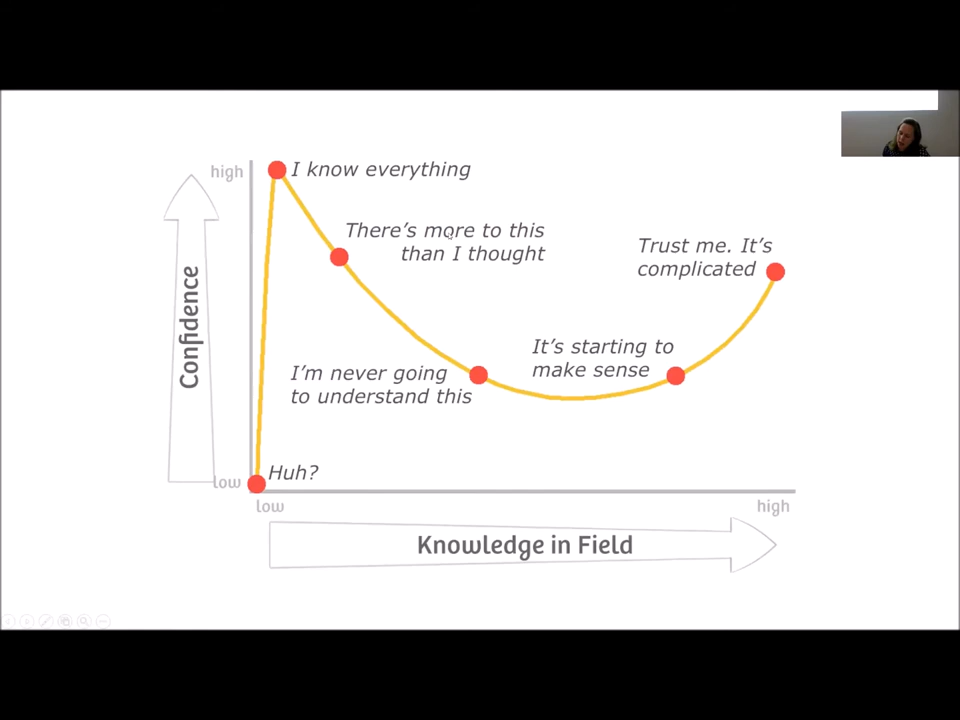 high
I know everything
There's more to this
than I thought
Trust me. It's
complicated
Confidence
It's starting to
make sense
I'm never going
to understand this
Huh?
low
low
high
Knowledge in Field